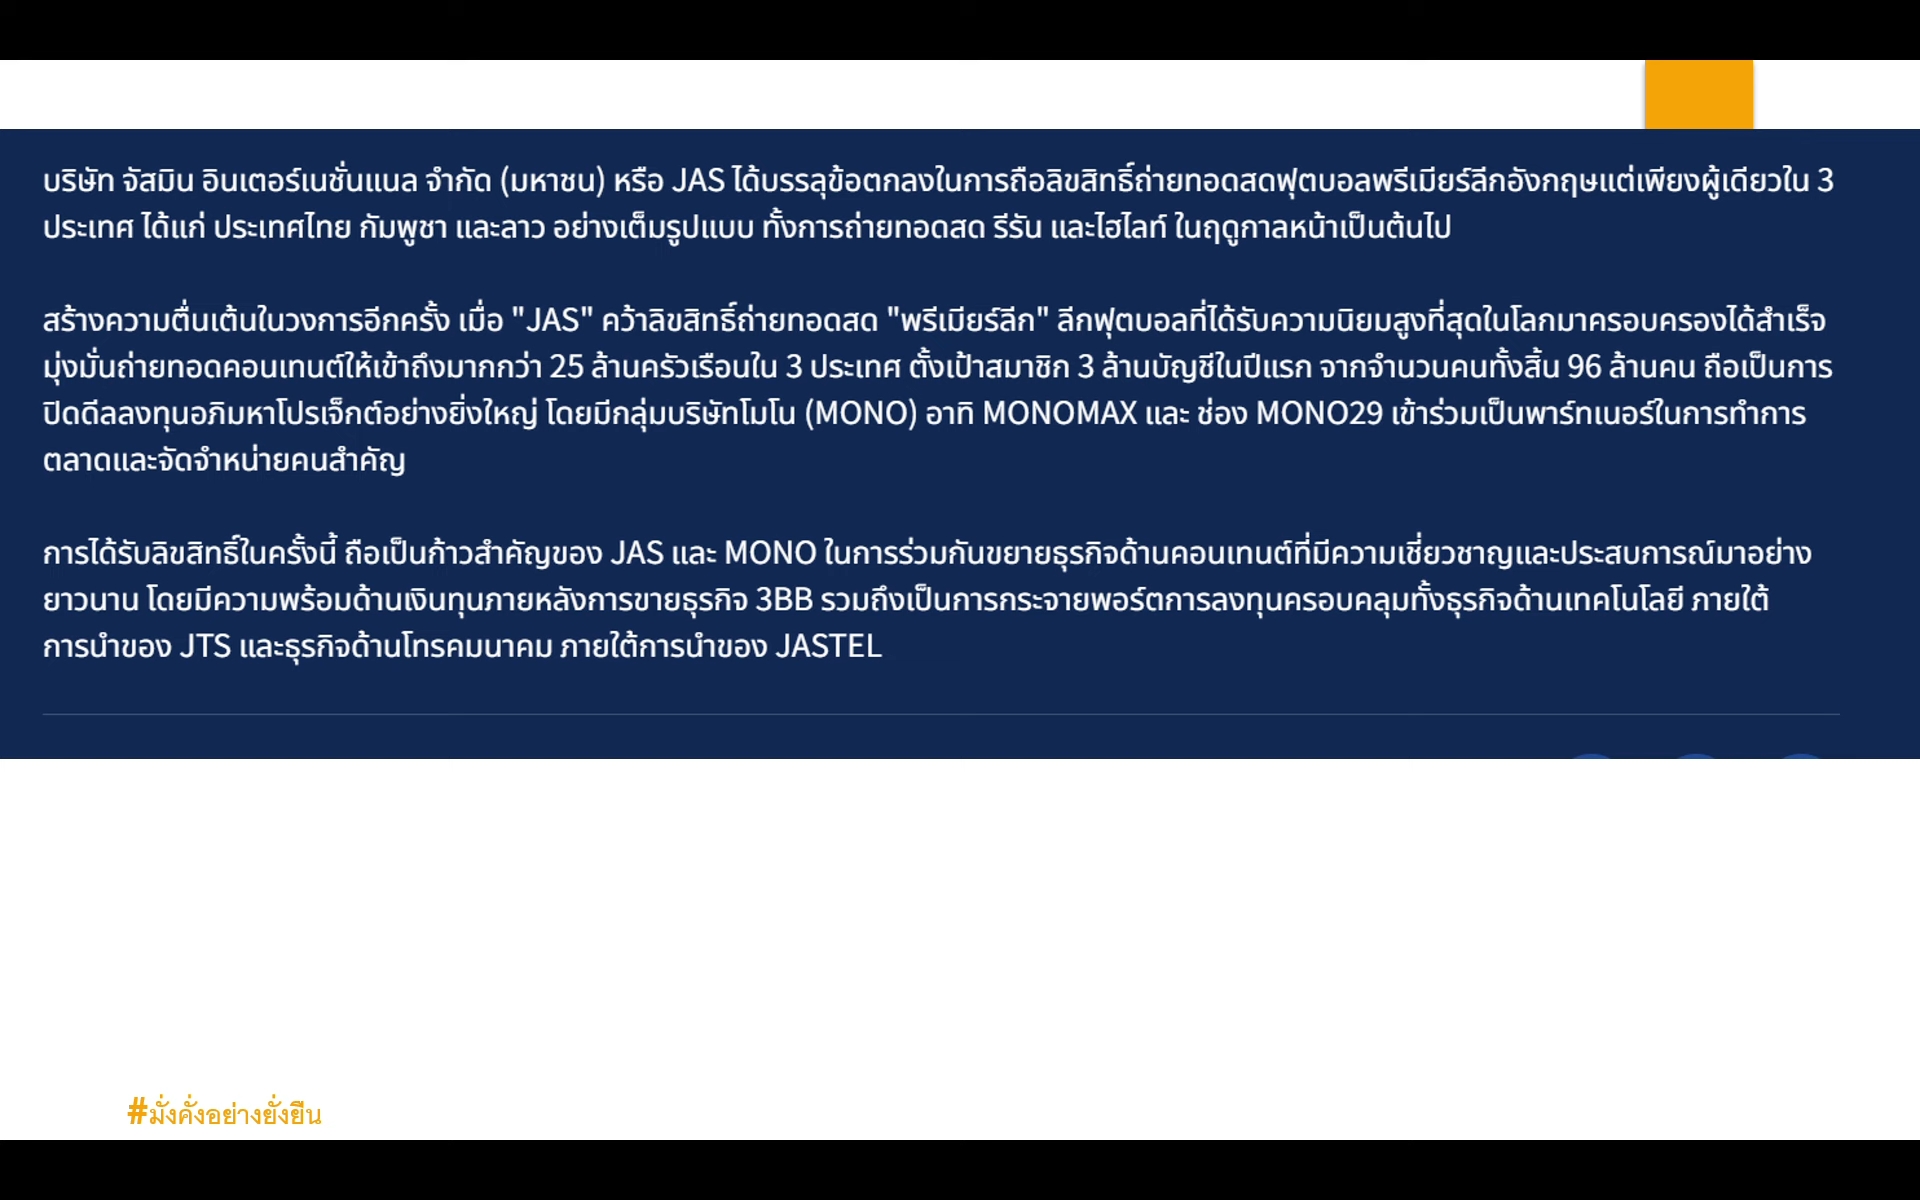 บริษัท จัสมิน อินเตอร์เนชั่นแนล จำกัด (มหาชน) หรือ JAS ได้บรรลุข้อตกลงในการถือลิขสิทธิ์ถ่ายทอดสดฟุตบอลพรีเมียร์ลีกอังกฤษแต่เพียงผู้เดียวใน 3
ประเทศ ได้แก่ ประเทศไทย กัมพูชา และลาว อย่างเต็มรูปแบบ ทั้งการถ่ายทอดสด รีรัน และไฮไลท์ ในฤดูกาลหน้าเป็นต้นไป
สร้างความตื่นเต้นในวงการอีกครั้ง เมื่อ "JAS" คว้าลิขสิทธิ์ถ่ายทอดสด "พรีเมียร์ลีก" ลีกฟุตบอลที่ได้รับความนิยมสูงที่สุดในโลกมาครอบครองได้สำเร็จ
มุ่งมั่นถ่ายทอดคอนเทนต์ให้เข้าถึงมากกว่า 25 ล้านครัวเรือนใน 3 ประเทศ ตั้งเป้าสมาชิก 3 ล้านบัญชีในปีแรก จากจำนวนคนทั้งสิ้น 96 ล้านคน ถือเป็นการ
ปิดดีลลงทุนอภิมหาโปรเจ็กต์อย่างยิ่งใหญ่ โดยมีกลุ่มบริษัทโมโน (MONO) อาทิ MONOMAX และ ช่อง MONO29 เข้าร่วมเป็นพาร์ทเนอร์ในการทำการ
ตลาดและจัดจำหน่ายคนสำคัญ
การได้รับลิขสิทธิ์ในครั้งนี้ ถือเป็นก้าวสำคัญของ JAS และ MONO ในการร่วมกันขยายธุรกิจด้านคอนเทนต์ที่มีความเชี่ยวชาญและประสบการณ์มาอย่าง
ยาวนาน โดยมีความพร้อมด้านเงินทุนภายหลังการขายธุรกิจ 3BB รวมถึงเป็นการกระจายพอร์ตการลงทุนครอบคลุมทั้งธุรกิจด้านเทคโนโลยี ภายใต้
การนำของ JTS และธุรกิจด้านโทรคมนาคม ภายใต้การนำของ JASTEL
#มั่งคั่งอย่างยั่งยืน